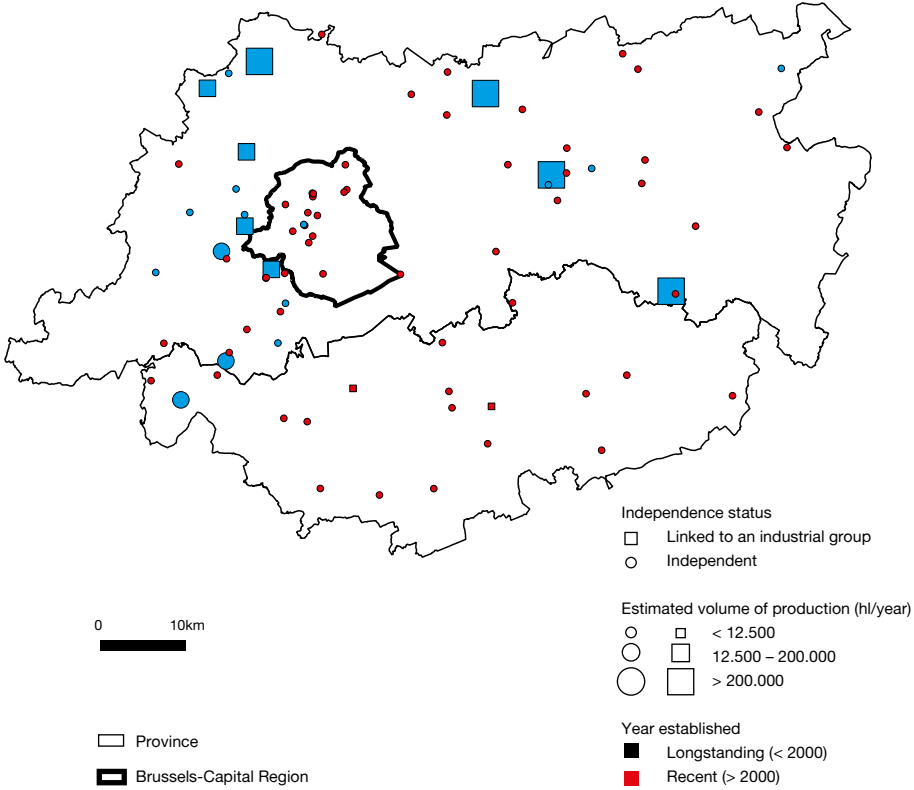 Independence status
Linked to an industrial group
Independent
Estimated volume of production (hl/year)
< 12.500
12.500 – 200.000
> 200.000
Year established
Longstanding (< 2000)
Recent (> 2000)
0 10km
Province
Brussels-Capital Region